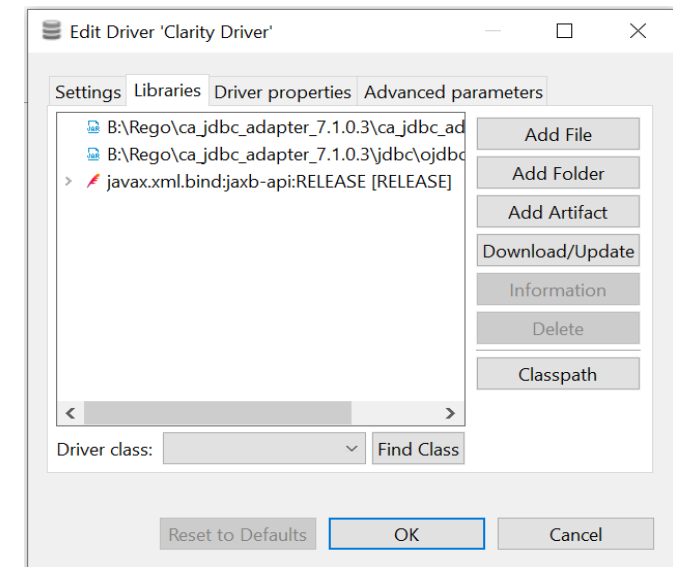 Edit Driver 'Clarity Driver'
Settings Libraries Driver properties Advanced parameters
B:\Rego\ca_jdbc_adapter_7.1.0.3\ca_jdbc_ad
B:\Rego\ca_jdbc_adapter_7.1.0.3\jdbc\ojdbc
javax.xml.bind:jaxb-api:RELEASE [RELEASE]
Add File
Add Folder
Add Artifact
Download/Update
Information
Delete
Classpath
Driver class:
Find Class
Reset to Defaults
OK
Cancel